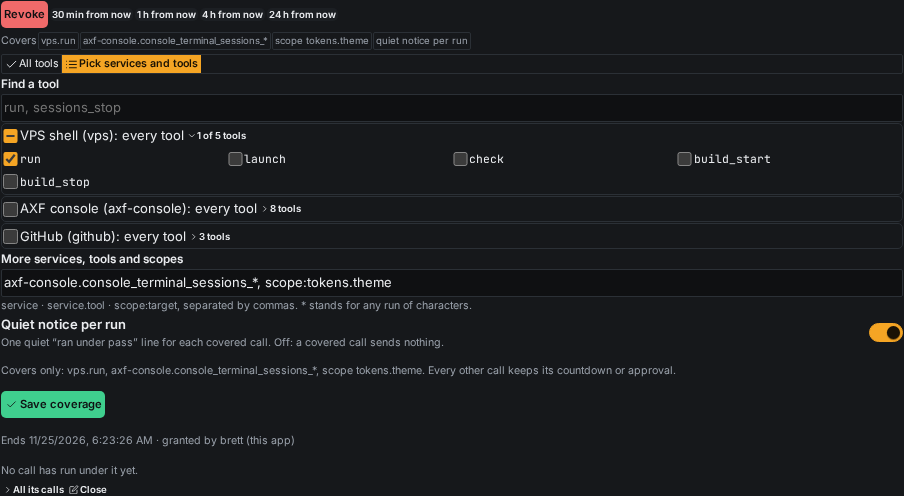 Revoke 30 min from now 1 h from now 4 h from now 24 h from now
Covers vps.run axf-console.console_terminal_sessions_* scope tokens.theme quiet notice per run
All tools Pick services and tools
Find a tool
run, sessions_stop
VPS shell (vps): every tool 1 of 5 tools
run launch check build_start
build_stop
AXF console (axf-console): every tool 8 tools
GitHub (github): every tool 3 tools
More services, tools and scopes
axf-console.console_terminal_sessions_*, scope:tokens.theme
service · service.tool · scope:target, separated by commas. * stands for any run of characters.
Quiet notice per run
One quiet “ran under pass” line for each covered call. Off: a covered call sends nothing.
Covers only: vps.run, axf-console.console_terminal_sessions_*, scope tokens.theme. Every other call keeps its countdown or approval.
Save coverage
Ends 11/25/2026, 6:23:26 AM · granted by brett (this app)
No call has run under it yet.
All its calls Close